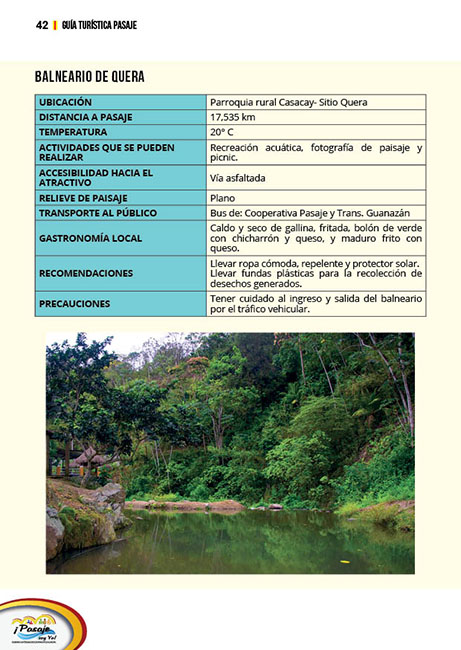 42 | GUÍA TURÍSTICA PASAJE
BALNEARIO DE QUERA
UBICACIÓN Parroquia rural Casacay- Sitio Quera
DISTANCIA A PASAJE 17,535 km
TEMPERATURA 20° C
ACTIVIDADES QUE SE PUEDEN REALIZAR Recreación acuática, fotografía de paisaje y
picnic.
ACCESIBILIDAD HACIA EL ATRACTIVO Vía asfaltada
RELIEVE DE PAISAJE Plano
TRANSPORTE AL PÚBLICO Bus de: Cooperativa Pasaje y Trans. Guanazán
GASTRONOMÍA LOCAL Caldo y seco de gallina, fritada, bolón de verde
con chicharrón y queso, y maduro frito con
queso.
RECOMENDACIONES Llevar ropa cómoda, repelente y protector solar.
Llevar fundas plásticas para la recolección de
desechos generados.
PRECAUCIONES Tener cuidado al ingreso y salida del balneario
por el tráfico vehicular.
¡Pasaje
soy Yo!